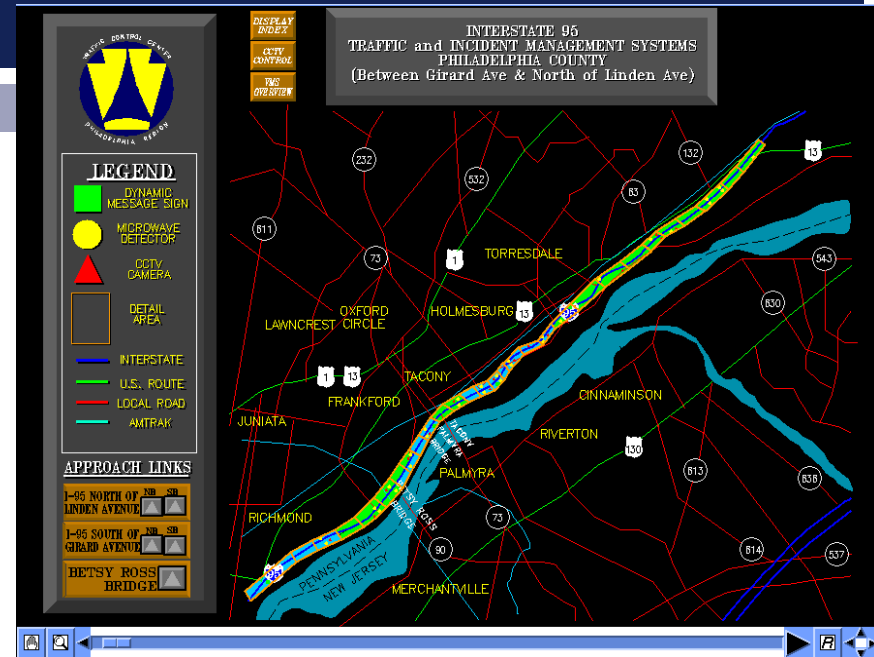 DISPLAY
INDEX
CCTV
CONTROL
VMS
OVERVIEW
INTERSTATE 95
TRAFFIC and INCIDENT MANAGEMENT SYSTEMS
PHILADELPHIA COUNTY
(Between Girard Ave & North of Linden Ave)
TRAFFIC CONTROL CENTER
PHILADELPHIA REGION
LEGEND
DYNAMIC
MESSAGE SIGN
MICROWAVE
DETECTOR
CCTV
CAMERA
DETAIL
AREA
INTERSTATE
U.S. ROUTE
LOCAL ROAD
AMTRAK
APPROACH LINKS
I-95 NORTH OF
LINDEN AVENUE
NB SB
I-95 SOUTH OF
GIRARD AVENUE
NB SB
BETSY ROSS
BRIDGE
232
532
132
13
63
611
73
1
TORRESDALE
543
OXFORD
CIRCLE
HOLMESBURG
13
95
630
LAWNCREST
1
13
TACONY
FRANKFORD
CINNAMINSON
JUNIATA
TACONY
PALMYRA
BRIDGE
RIVERTON
130
PALMYRA
613
636
BETSY ROSS
BRIDGE
RICHMOND
73
90
614
537
95
PENNSYLVANIA
NEW JERSEY
MERCHANTVILLE
R